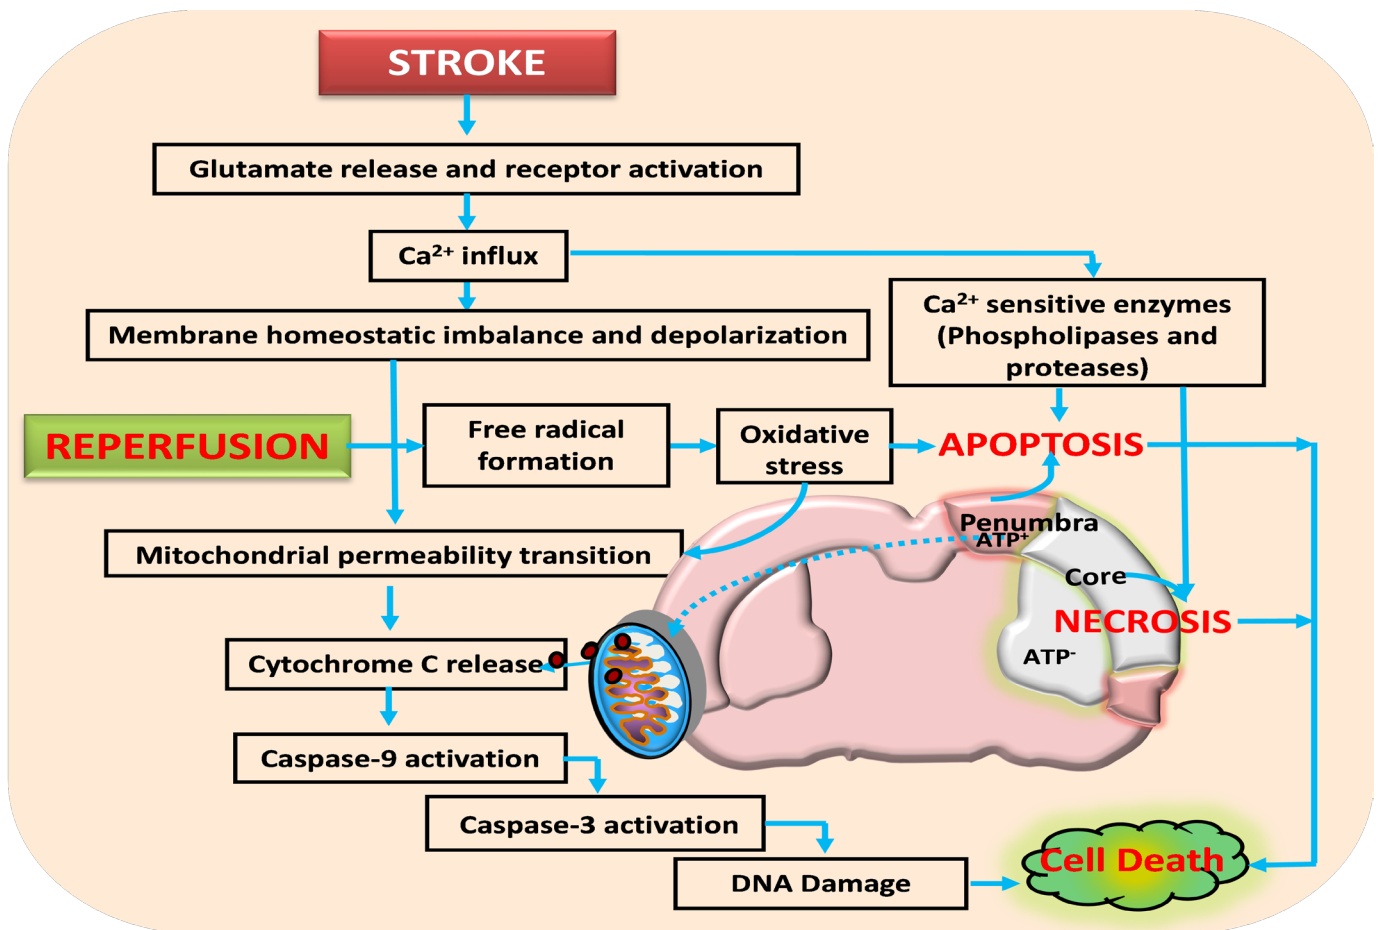 STROKE
Glutamate release and receptor activation
Ca²⁺ influx
Ca²⁺ sensitive enzymes
(Phospholipases and
proteases)
Membrane homeostatic imbalance and depolarization
REPERFUSION
Free radical
formation
Oxidative
stress
APOPTOSIS
Penumbra
ATP⁺
Mitochondrial permeability transition
Core
NECROSIS
ATP⁻
Cytochrome C release
Caspase-9 activation
Caspase-3 activation
Cell Death
DNA Damage